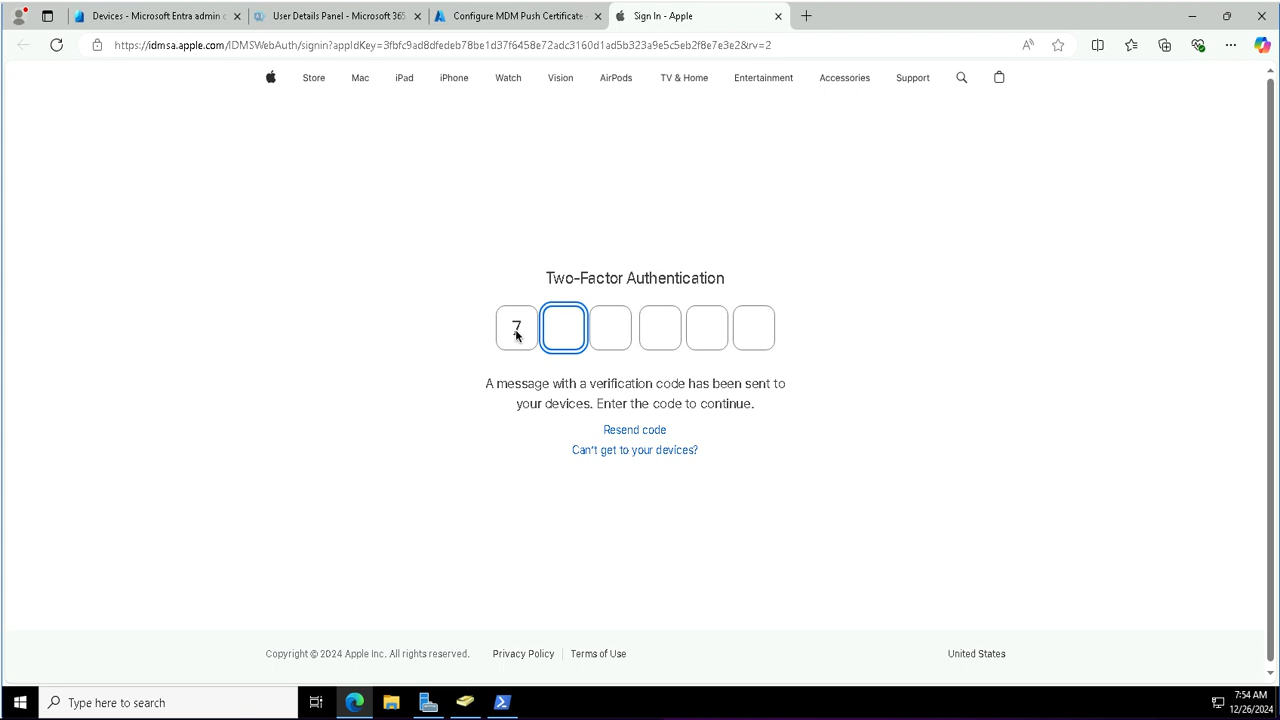 Devices - Microsoft Entra admin c
User Details Panel - Microsoft 365
Configure MDM Push Certificate
Sign In - Apple
https://idmsa.apple.com/IDMSWebAuth/signin?appIdKey=3fbfc9ad8dfedeb78be1d37f6458e72adc3160d1ad5b323a9e5c5eb2f8e7e3e2&rv=2
Store Mac iPad iPhone Watch Vision AirPods TV & Home Entertainment Accessories Support
Two-Factor Authentication
7
A message with a verification code has been sent to
your devices. Enter the code to continue.
Resend code
Can't get to your devices?
Copyright © 2024 Apple Inc. All rights reserved. Privacy Policy Terms of Use United States
Type here to search
7:54 AM
12/26/2024